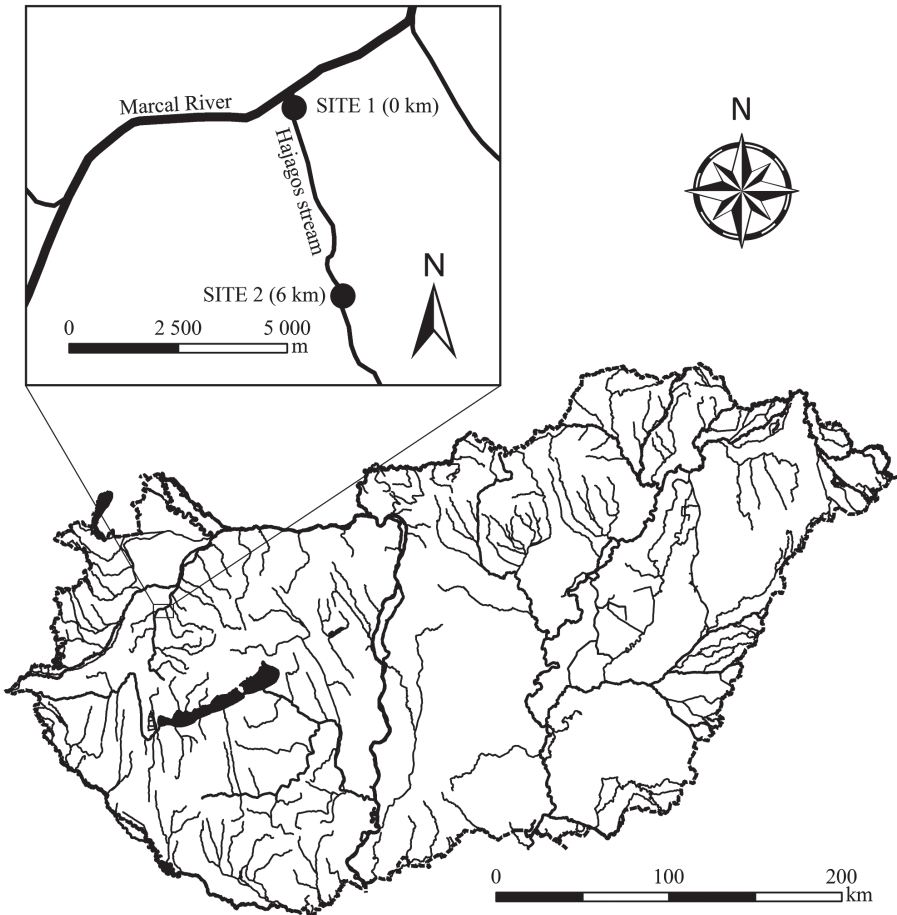 Marcal River
SITE 1 (0 km)
Hajagos stream
SITE 2 (6 km)
N
0 2 500 5 000
m
N
0 100 200
km